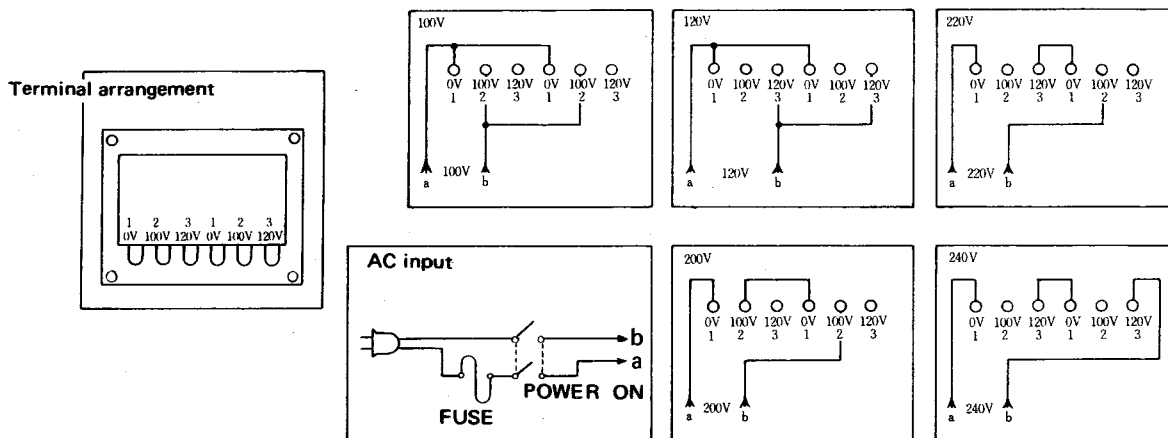 Terminal arrangement
1 2 3 1 2 3
0V 100V 120V 0V 100V 120V
100V
0V 100V 120V 0V 100V 120V
1 2 3 1 2 3
a 100V b
120V
0V 100V 120V 0V 100V 120V
1 2 3 1 2 3
a 120V b
220V
0V 100V 120V 0V 100V 120V
1 2 3 1 2 3
a 220V b
AC input
b
a
POWER ON
FUSE
200V
0V 100V 120V 0V 100V 120V
1 2 3 1 2 3
a 200V b
240V
0V 100V 120V 0V 100V 120V
1 2 3 1 2 3
a 240V b